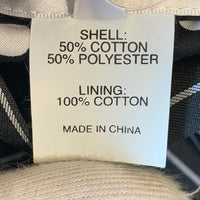 SHELL:
50% COTTON
50% POLYESTER
LINING:
100% COTTON
MADE IN CHINA